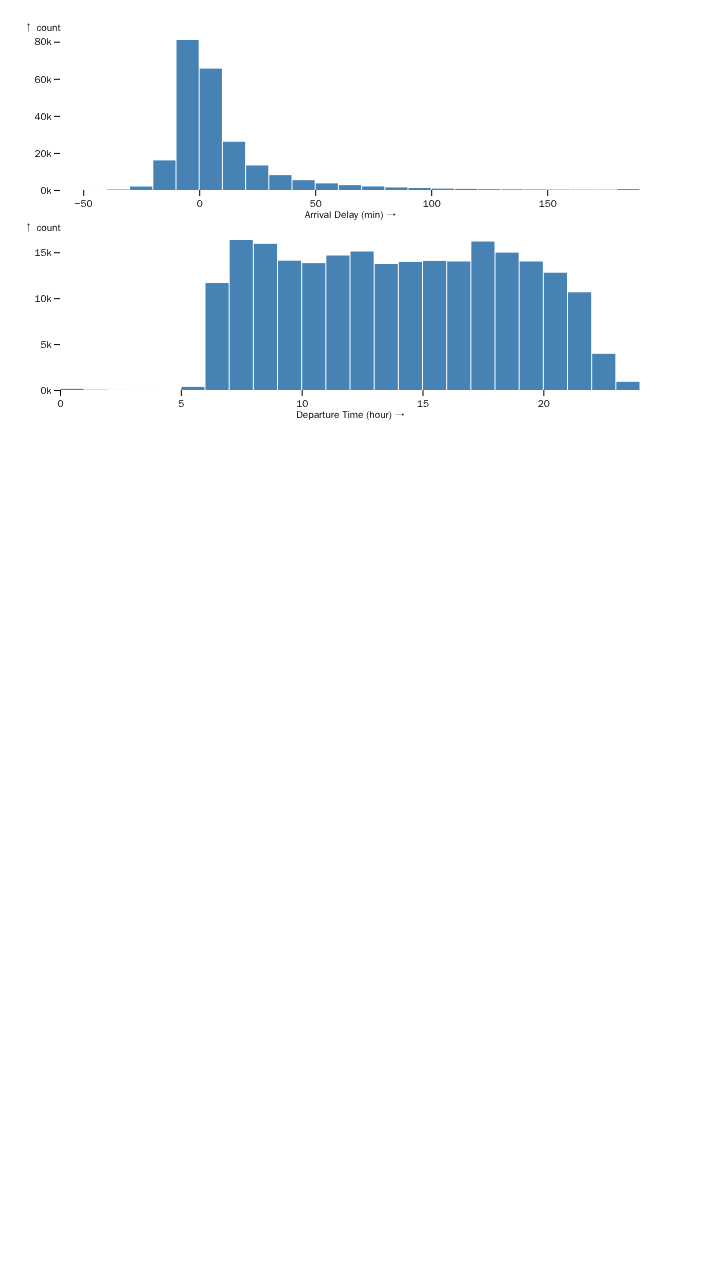 ↑ count
80k
60k
40k
20k
0k
−50 0 50 100 150
Arrival Delay (min) →
↑ count
15k
10k
5k
0k
0 5 10 15 20
Departure Time (hour) →